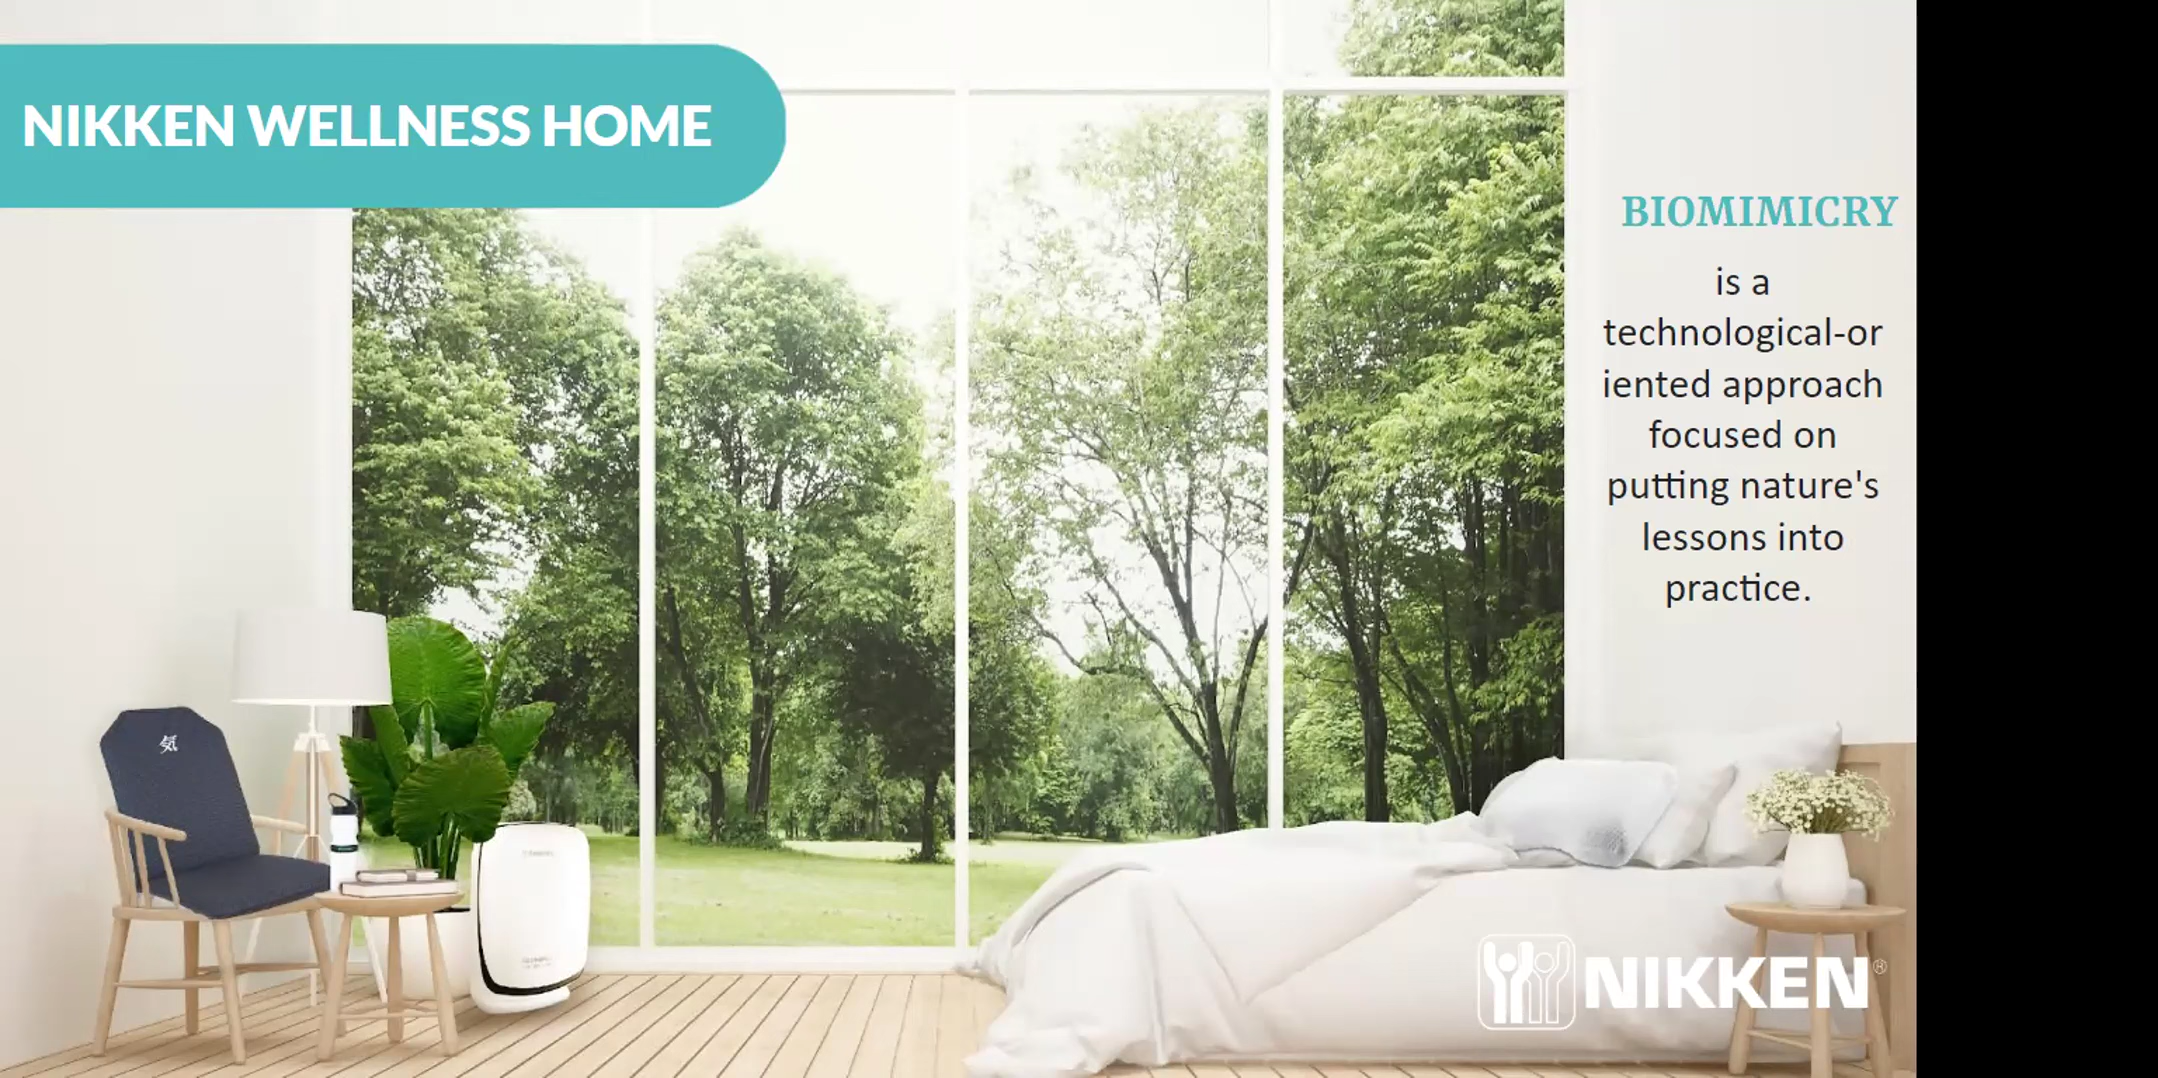 NIKKEN WELLNESS HOME
BIOMIMICRY
is a
technological-or
iented approach
focused on
putting nature's
lessons into
practice.
気
NIKKEN®